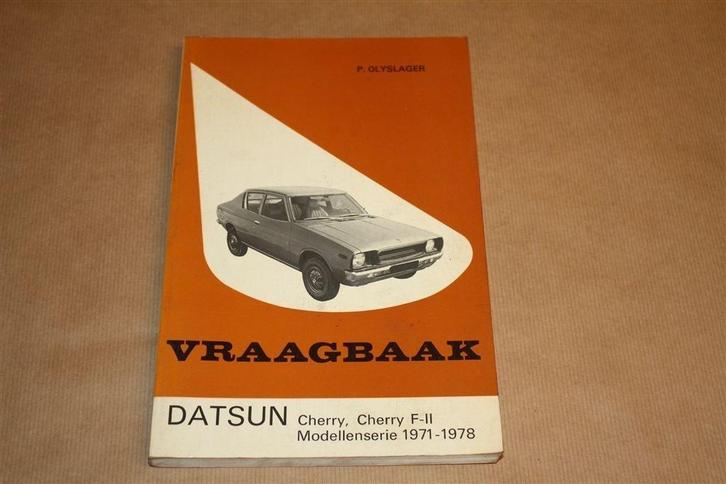 P. OLYSLAGER
VRAAGBAAK
DATSUN Cherry, Cherry F-II
Modellenserie 1971-1978